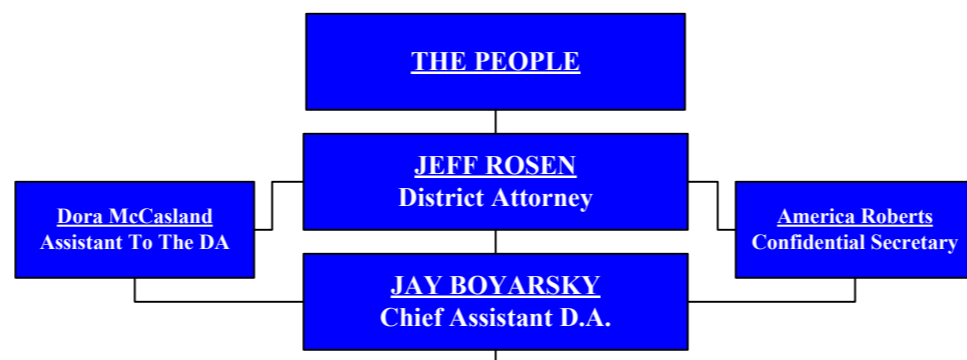 THE PEOPLE
JEFF ROSEN
District Attorney
Dora McCasland
Assistant To The DA
America Roberts
Confidential Secretary
JAY BOYARSKY
Chief Assistant D.A.